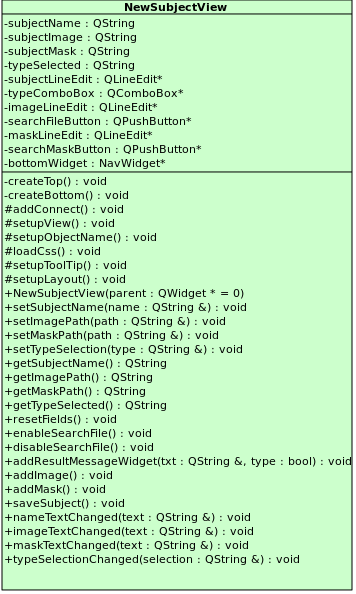 NewSubjectView
-subjectName : QString
-subjectImage : QString
-subjectMask : QString
-typeSelected : QString
-subjectLineEdit : QLineEdit*
-typeComboBox : QComboBox*
-imageLineEdit : QLineEdit*
-searchFileButton : QPushButton*
-maskLineEdit : QLineEdit*
-searchMaskButton : QPushButton*
-bottomWidget : NavWidget*
-createTop() : void
-createBottom() : void
#addConnect() : void
#setupView() : void
#setupObjectName() : void
#loadCss() : void
#setupToolTip() : void
#setupLayout() : void
+NewSubjectView(parent : QWidget * = 0)
+setSubjectName(name : QString &) : void
+setImagePath(path : QString &) : void
+setMaskPath(path : QString &) : void
+setTypeSelection(type : QString &) : void
+getSubjectName() : QString
+getImagePath() : QString
+getMaskPath() : QString
+getTypeSelected() : QString
+resetFields() : void
+enableSearchFile() : void
+disableSearchFile() : void
+addResultMessageWidget(txt : QString &, type : bool) : void
+addImage() : void
+addMask() : void
+saveSubject() : void
+nameTextChanged(text : QString &) : void
+imageTextChanged(text : QString &) : void
+maskTextChanged(text : QString &) : void
+typeSelectionChanged(selection : QString &) : void